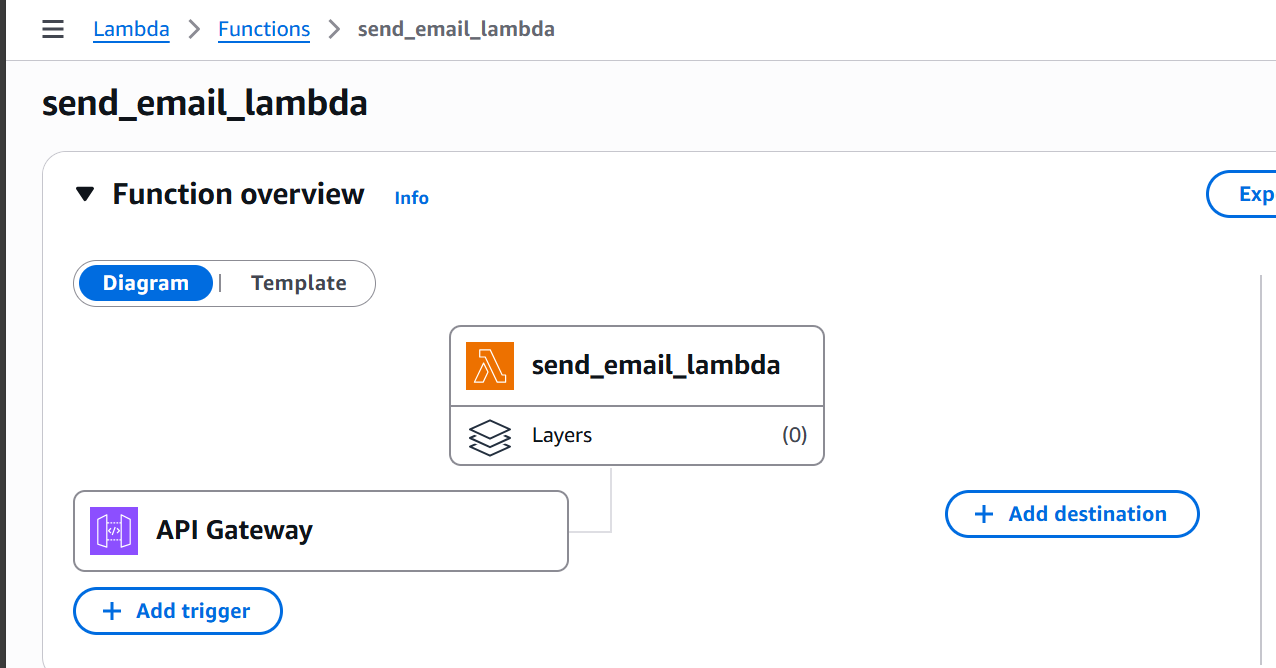 Lambda > Functions > send_email_lambda
send_email_lambda
Function overview Info
Exp
Diagram | Template
send_email_lambda
Layers (0)
API Gateway
+ Add destination
+ Add trigger